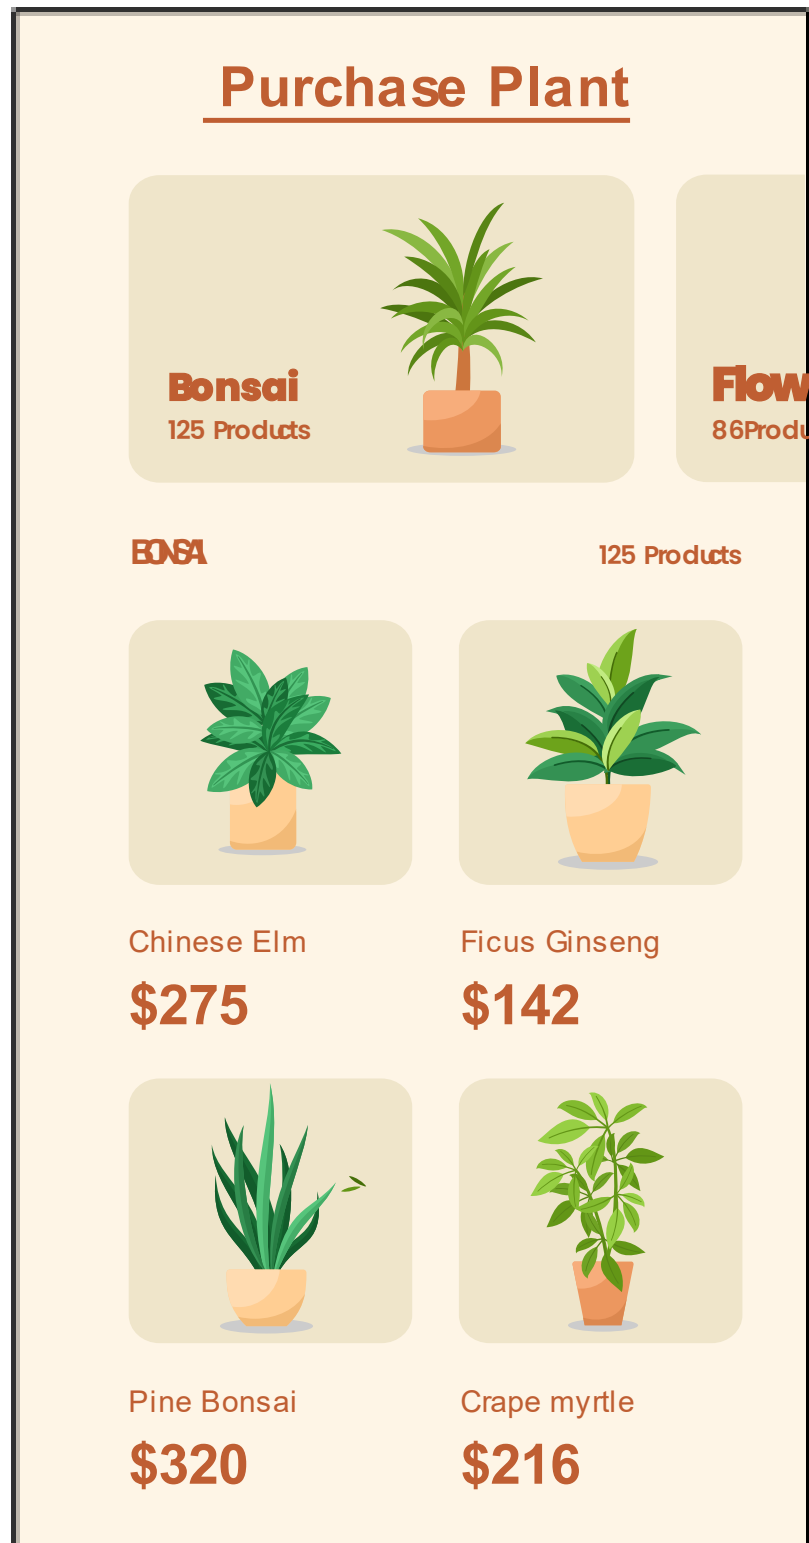 Purchase Plant
Bonsai
125 Products
Flow
86Produ
BONSAI
125 Products
Chinese Elm
Ficus Ginseng
$275
$142
Pine Bonsai
Crape myrtle
$320
$216